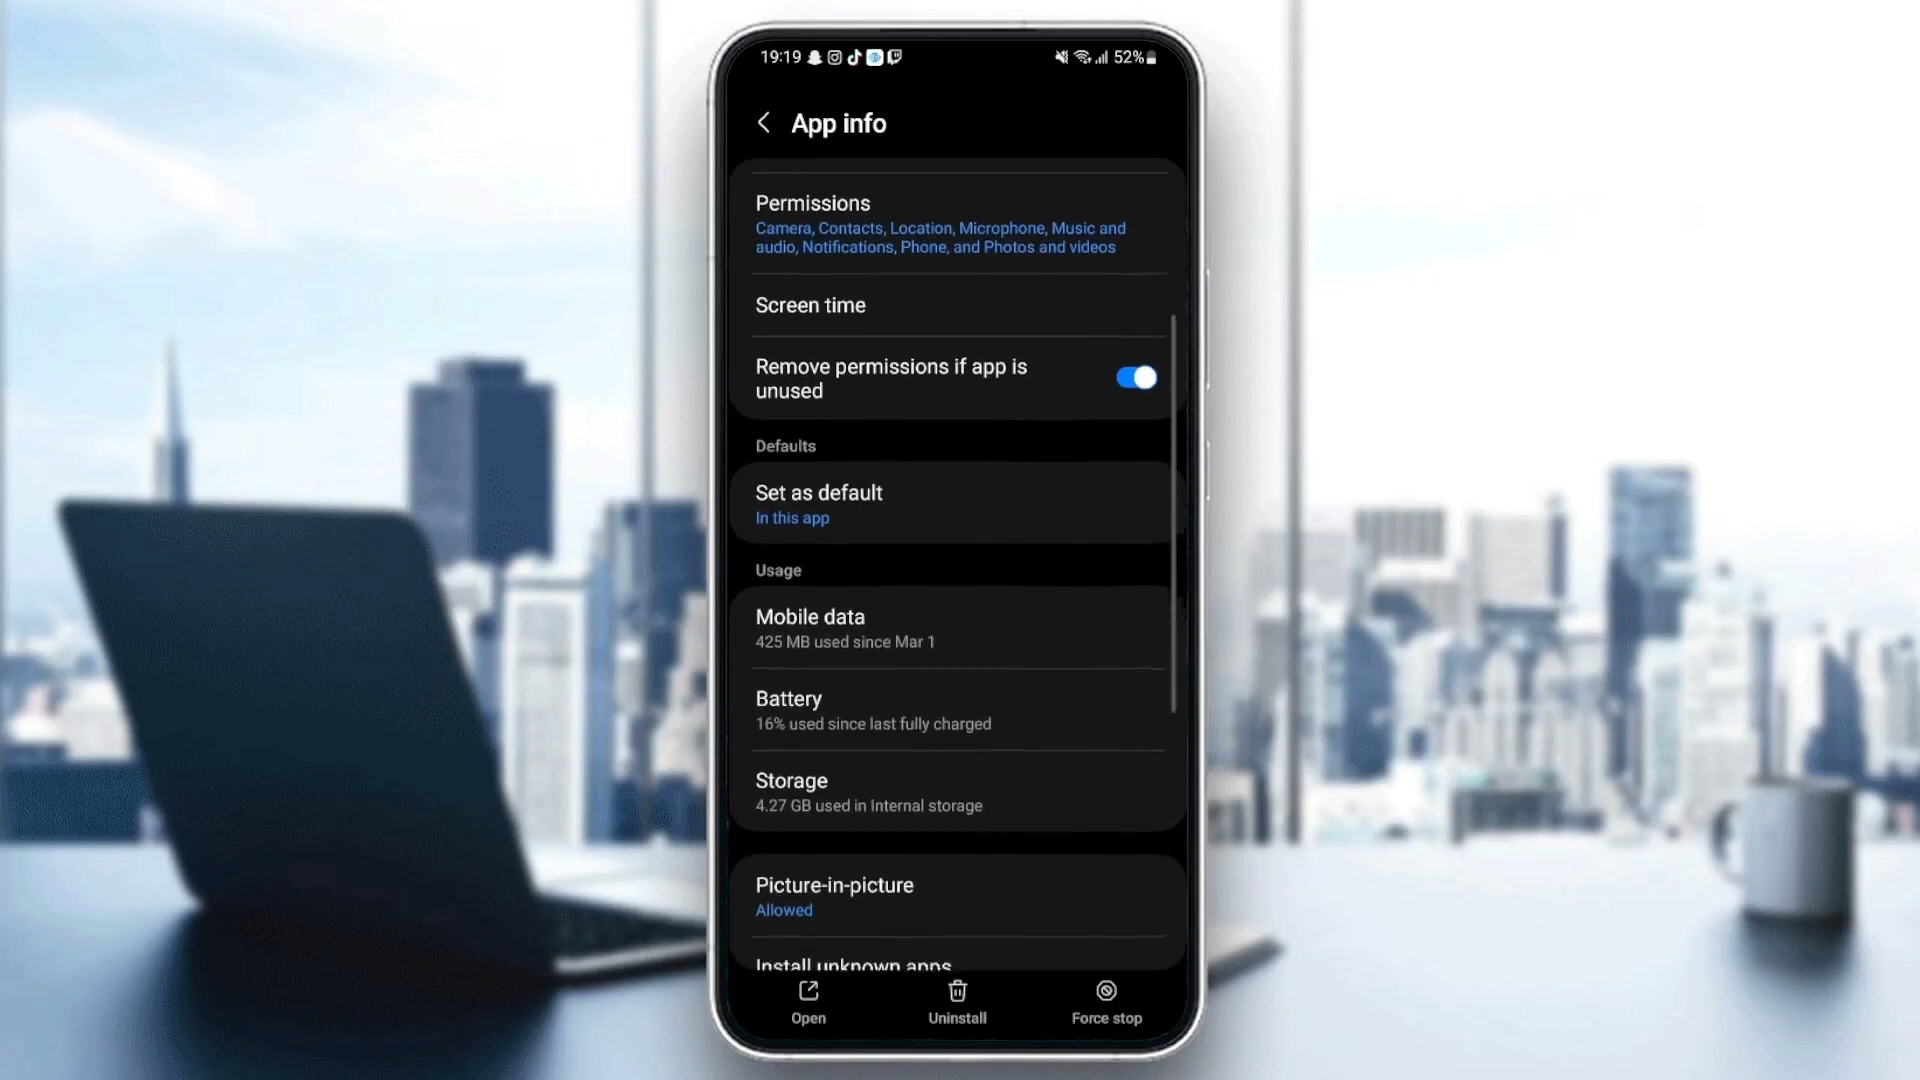 19:19 52%
App info
Permissions
Camera, Contacts, Location, Microphone, Music and
audio, Notifications, Phone, and Photos and videos
Screen time
Remove permissions if app is
unused
Defaults
Set as default
In this app
Usage
Mobile data
425 MB used since Mar 1
Battery
16% used since last fully charged
Storage
4.27 GB used in Internal storage
Picture-in-picture
Allowed
Install unknown apps
Open Uninstall Force stop